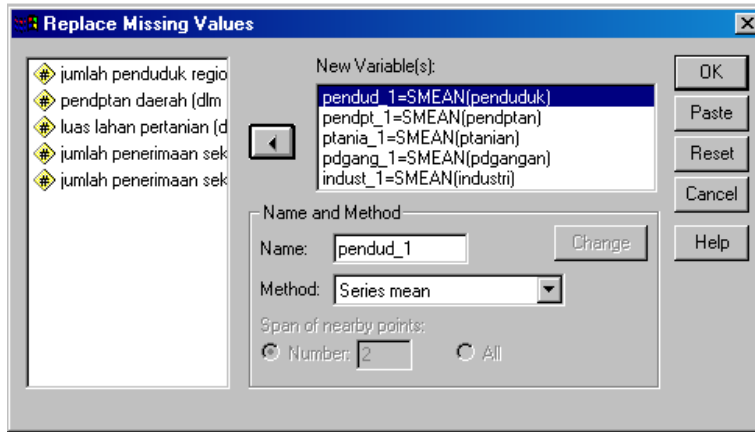 Replace Missing Values
jumlah penduduk regio
pendptan daerah (dlm
luas lahan pertanian (d
jumlah penerimaan sek
jumlah penerimaan sek
New Variable(s):
pendud_1=SMEAN(penduduk)
pendpt_1=SMEAN(pendptan)
ptania_1=SMEAN(ptanian)
pdgang_1=SMEAN(pdgangan)
indust_1=SMEAN(industri)
Name and Method
Name: pendud_1 Change
Method: Series mean
Span of nearby points:
Number: 2 All
OK
Paste
Reset
Cancel
Help